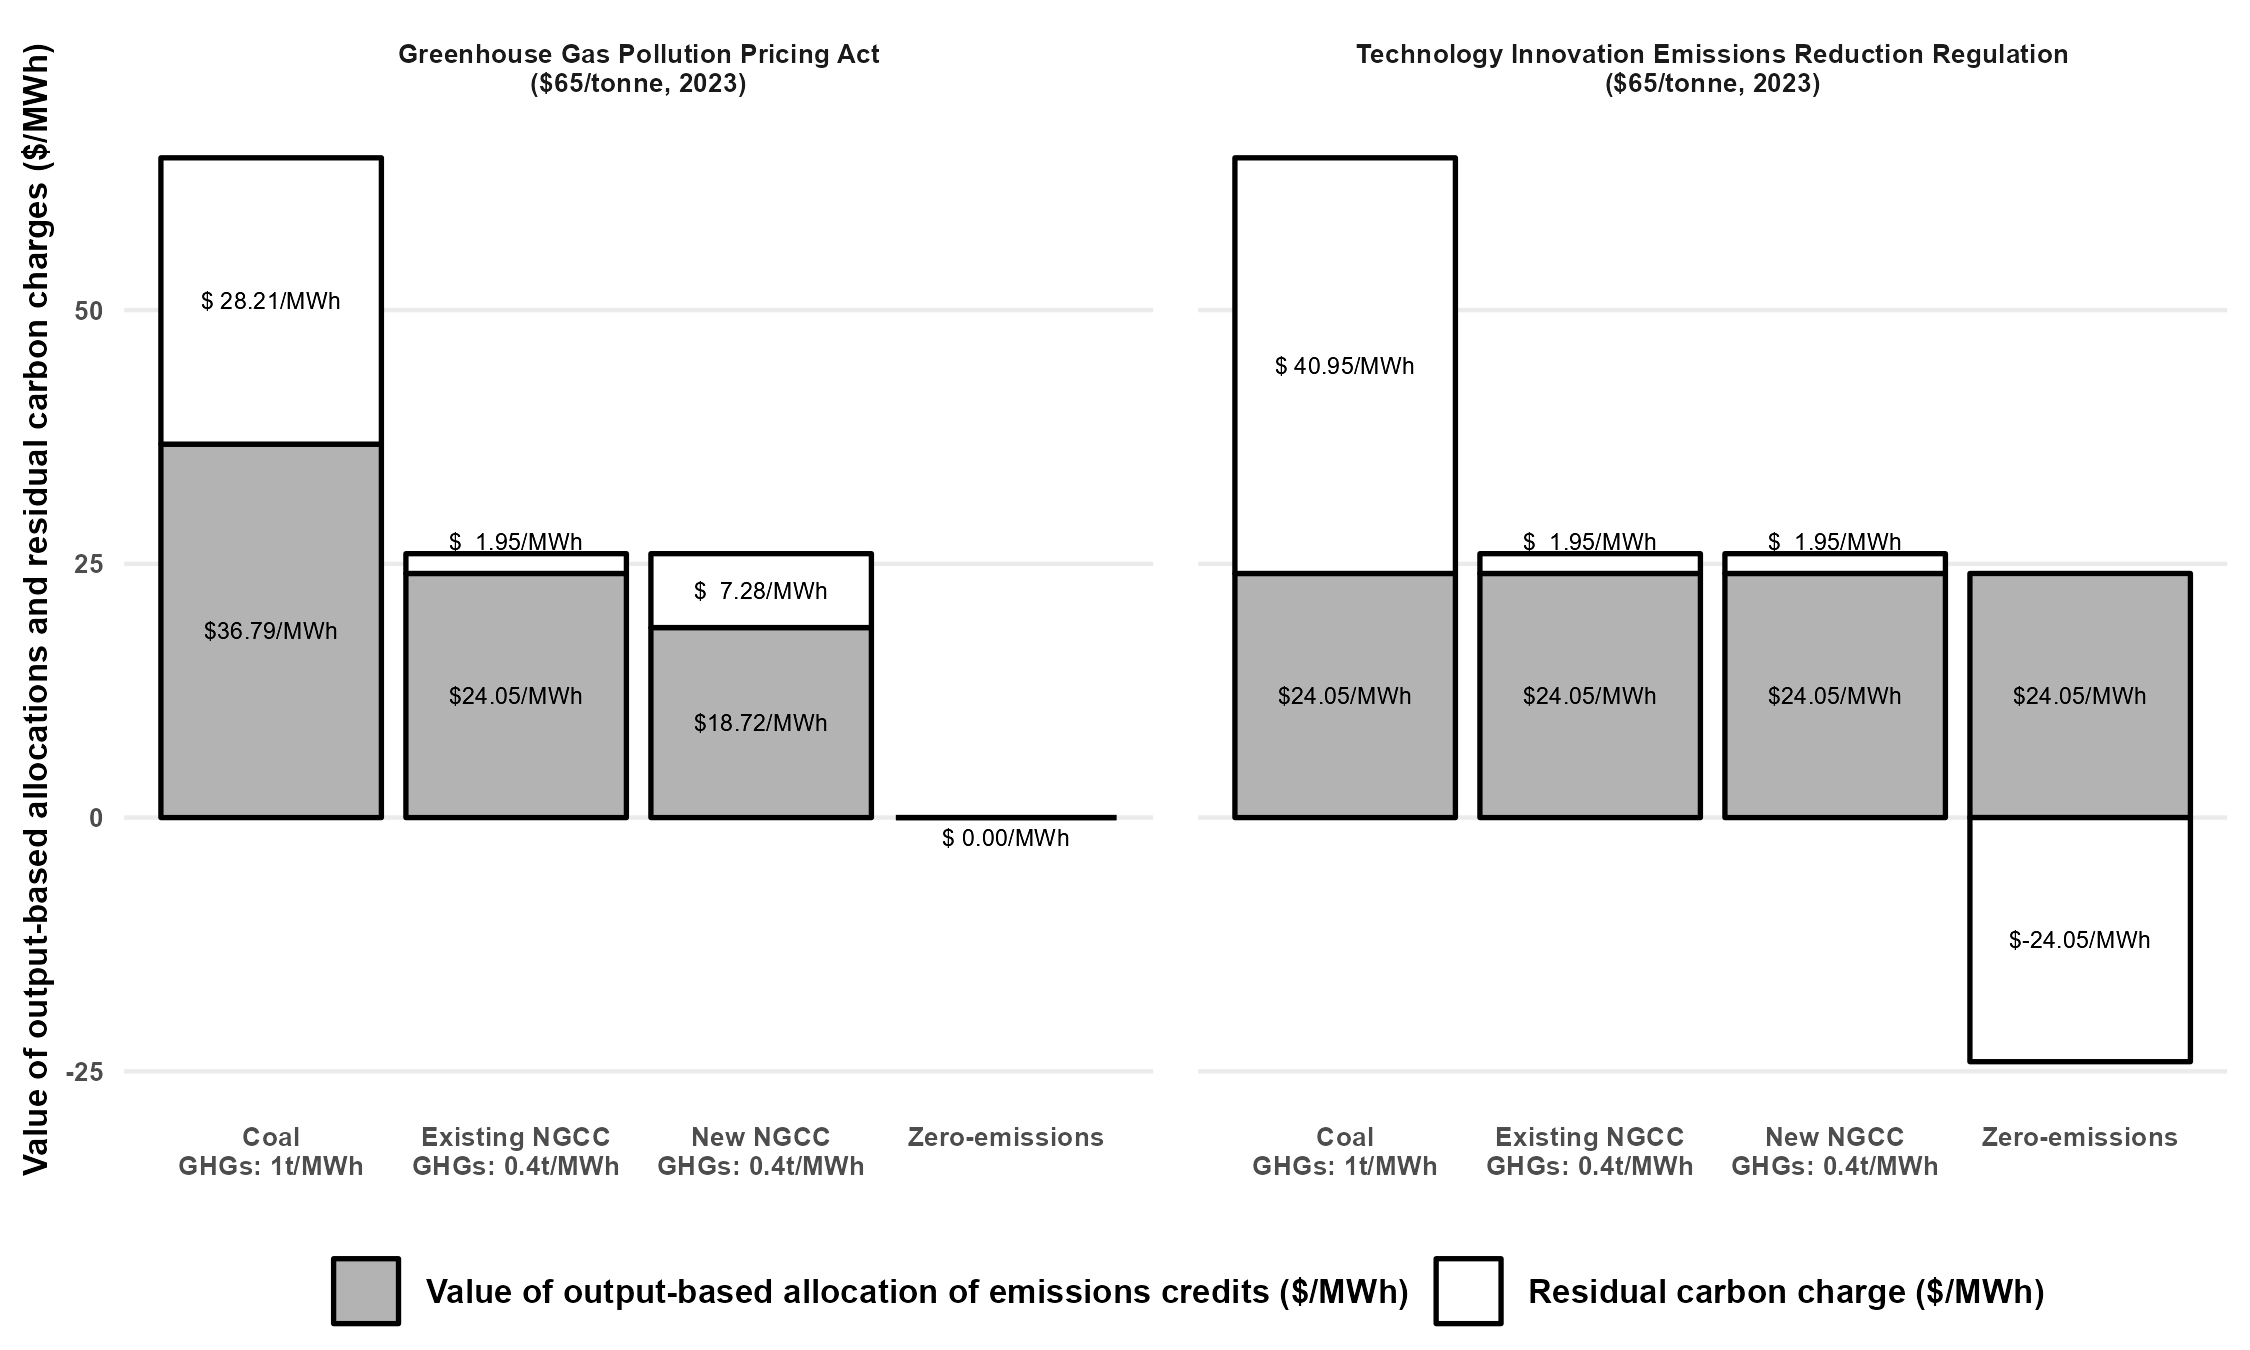 Value of output-based allocations and residual carbon charges ($/MWh)
Greenhouse Gas Pollution Pricing Act
($65/tonne, 2023)
Technology Innovation Emissions Reduction Regulation
($65/tonne, 2023)
50
25
0
-25
$ 28.21/MWh
$36.79/MWh
$  1.95/MWh
$24.05/MWh
$  7.28/MWh
$18.72/MWh
$ 0.00/MWh
$ 40.95/MWh
$24.05/MWh
$  1.95/MWh
$24.05/MWh
$  1.95/MWh
$24.05/MWh
$24.05/MWh
$-24.05/MWh
Coal
GHGs: 1t/MWh
Existing NGCC
GHGs: 0.4t/MWh
New NGCC
GHGs: 0.4t/MWh
Zero-emissions
Coal
GHGs: 1t/MWh
Existing NGCC
GHGs: 0.4t/MWh
New NGCC
GHGs: 0.4t/MWh
Zero-emissions
Value of output-based allocation of emissions credits ($/MWh)
Residual carbon charge ($/MWh)